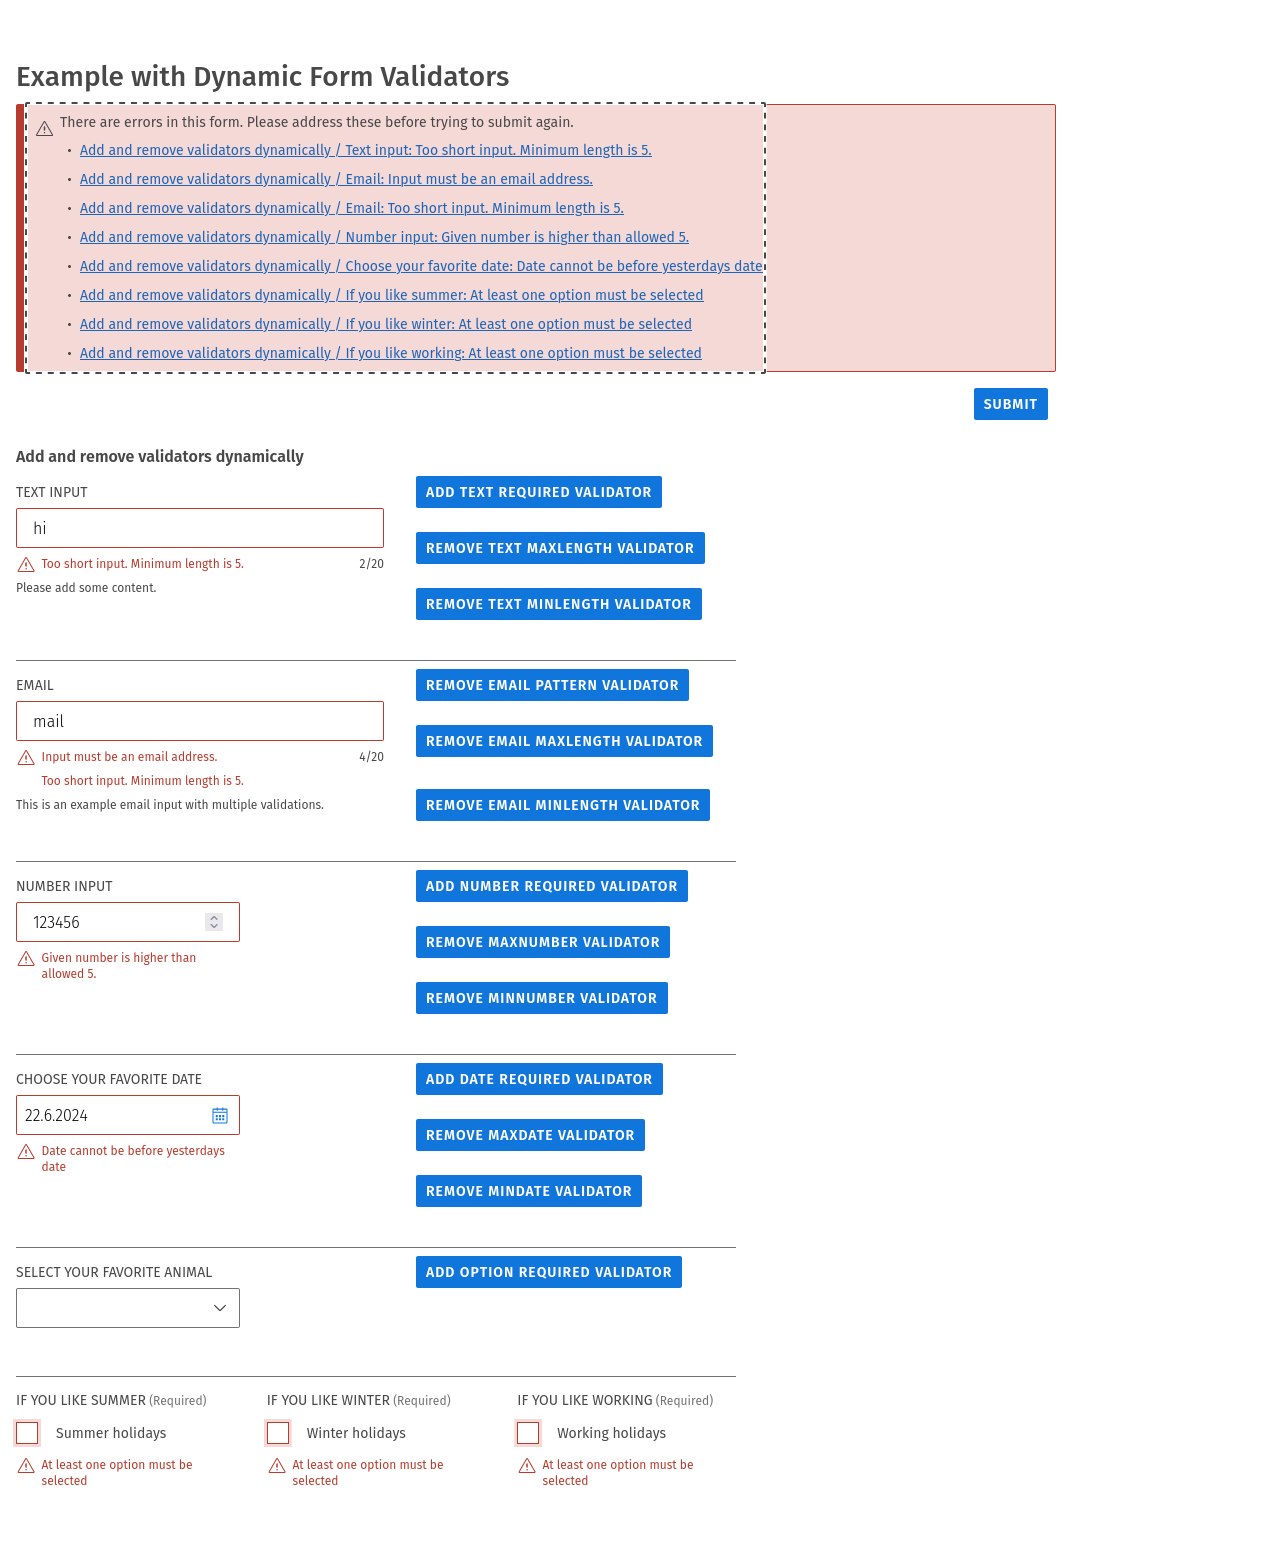 Example with Dynamic Form Validators
There are errors in this form. Please address these before trying to submit again.
• Add and remove validators dynamically / Text input: Too short input. Minimum length is 5.
• Add and remove validators dynamically / Email: Input must be an email address.
• Add and remove validators dynamically / Email: Too short input. Minimum length is 5.
• Add and remove validators dynamically / Number input: Given number is higher than allowed 5.
• Add and remove validators dynamically / Choose your favorite date: Date cannot be before yesterdays date
• Add and remove validators dynamically / If you like summer: At least one option must be selected
• Add and remove validators dynamically / If you like winter: At least one option must be selected
• Add and remove validators dynamically / If you like working: At least one option must be selected
SUBMIT
Add and remove validators dynamically
TEXT INPUT
hi
Too short input. Minimum length is 5.
2/20
Please add some content.
ADD TEXT REQUIRED VALIDATOR
REMOVE TEXT MAXLENGTH VALIDATOR
REMOVE TEXT MINLENGTH VALIDATOR
EMAIL
mail
Input must be an email address.
4/20
Too short input. Minimum length is 5.
This is an example email input with multiple validations.
REMOVE EMAIL PATTERN VALIDATOR
REMOVE EMAIL MAXLENGTH VALIDATOR
REMOVE EMAIL MINLENGTH VALIDATOR
NUMBER INPUT
123456
Given number is higher than
allowed 5.
ADD NUMBER REQUIRED VALIDATOR
REMOVE MAXNUMBER VALIDATOR
REMOVE MINNUMBER VALIDATOR
CHOOSE YOUR FAVORITE DATE
22.6.2024
Date cannot be before yesterdays
date
ADD DATE REQUIRED VALIDATOR
REMOVE MAXDATE VALIDATOR
REMOVE MINDATE VALIDATOR
SELECT YOUR FAVORITE ANIMAL
ADD OPTION REQUIRED VALIDATOR
IF YOU LIKE SUMMER (Required)
Summer holidays
At least one option must be
selected
IF YOU LIKE WINTER (Required)
Winter holidays
At least one option must be
selected
IF YOU LIKE WORKING (Required)
Working holidays
At least one option must be
selected